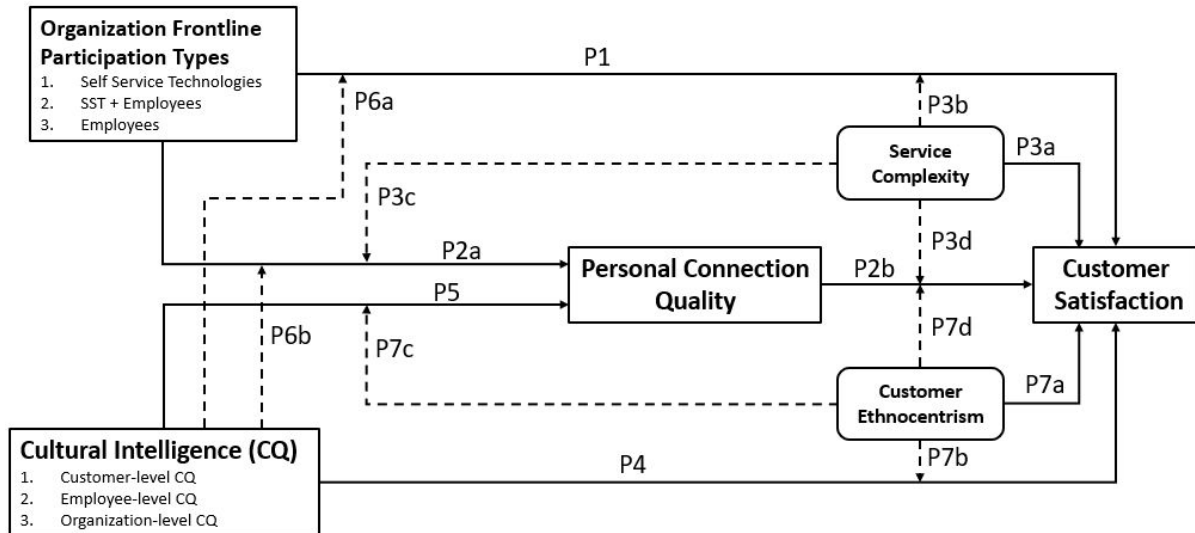 Organization Frontline
Participation Types
1. Self Service Technologies
2. SST + Employees
3. Employees
P1
P6a
P3b
Service
Complexity
P3a
P3c
P3d
P2a
Personal Connection
Quality
P2b
Customer
Satisfaction
P5
P6b
P7c
P7d
Customer
Ethnocentrism
P7a
P7b
Cultural Intelligence (CQ)
1. Customer-level CQ
2. Employee-level CQ
3. Organization-level CQ
P4